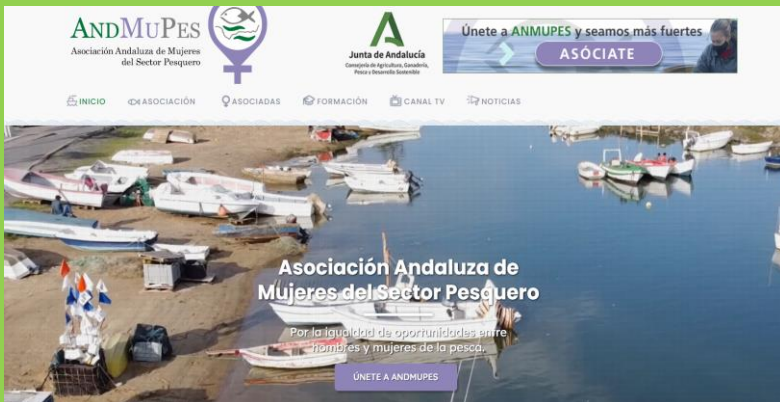 ANDMUPES
Asociación Andaluza de Mujeres
del Sector Pesquero
Junta de Andalucía
Consejería de Agricultura, Ganadería,
Pesca y Desarrollo Sostenible
Únete a ANMUPES y seamos más fuertes
ASÓCIATE
INICIO
ASOCIACIÓN
ASOCIADAS
FORMACIÓN
CANAL TV
NOTICIAS
Asociación Andaluza de
Mujeres del Sector Pesquero
Por la igualdad de oportunidades entre
hombres y mujeres de la pesca.
ÚNETE A ANDMUPES